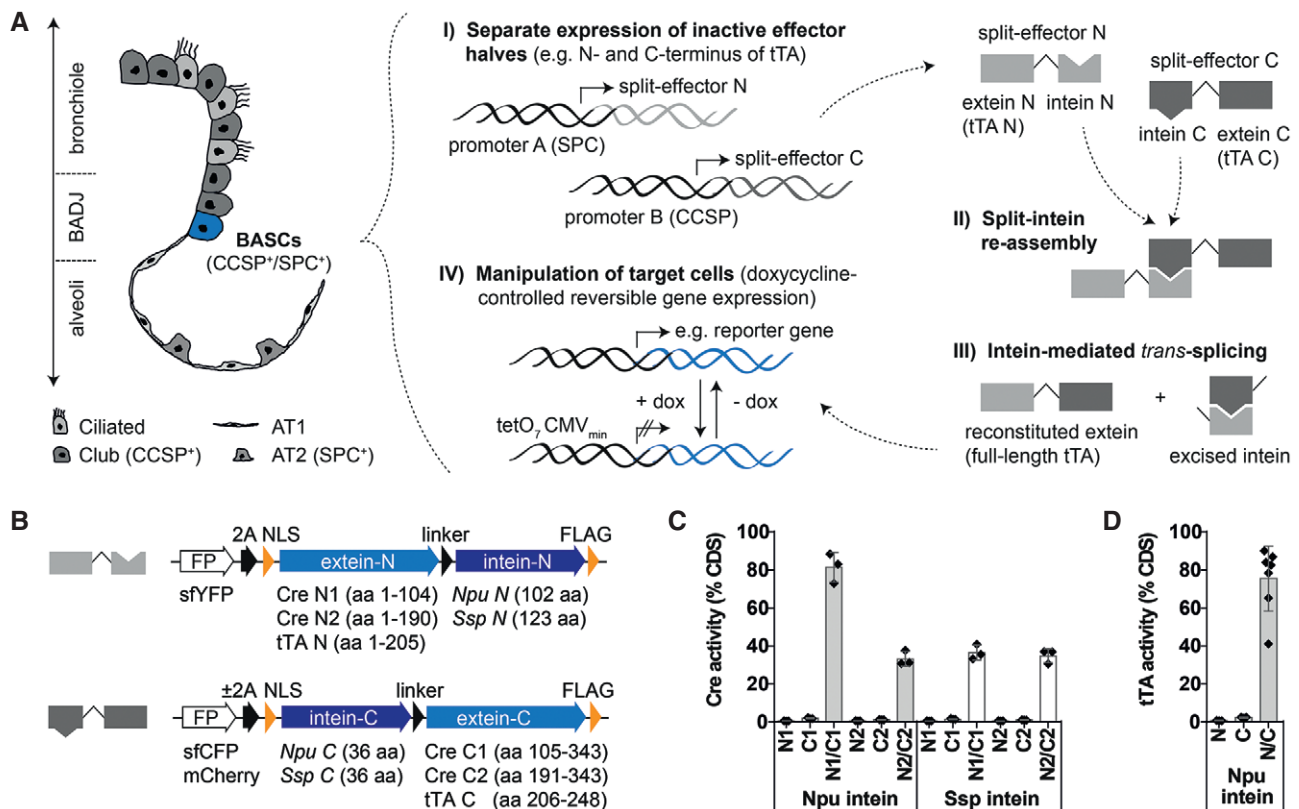 A
bronchiole
BADJ
alveoli
BASCs
(CCSP⁺/SPC⁺)
Ciliated
Club (CCSP⁺)
AT1
AT2 (SPC⁺)
I) Separate expression of inactive effector
halves (e.g. N- and C-terminus of tTA)
split-effector N
promoter A (SPC)
split-effector C
promoter B (CCSP)
split-effector N
extein N
(tTA N)
intein N
split-effector C
intein C
extein C
(tTA C)
II) Split-intein
re-assembly
III) Intein-mediated trans-splicing
+
reconstituted extein
(full-length tTA)
excised intein
IV) Manipulation of target cells (doxycycline-
controlled reversible gene expression)
e.g. reporter gene
+ dox
- dox
tetO₇ CMVmin
B
2A NLS
linker
FLAG
FP
extein-N
intein-N
sfYFP
Cre N1 (aa 1-104)
Cre N2 (aa 1-190)
tTA N (aa 1-205)
Npu N (102 aa)
Ssp N (123 aa)
±2A NLS
linker
FLAG
FP
intein-C
extein-C
sfCFP
mCherry
Npu C (36 aa)
Ssp C (36 aa)
Cre C1 (aa 105-343)
Cre C2 (aa 191-343)
tTA C (aa 206-248)
C
Cre activity (% CDS)
100
80
60
40
20
0
N1
C1
N1/C1
N2
C2
N2/C2
N1
C1
N1/C1
N2
C2
N2/C2
Npu intein
Ssp intein
D
tTA activity (% CDS)
100
80
60
40
20
0
N
C
N/C
Npu
intein